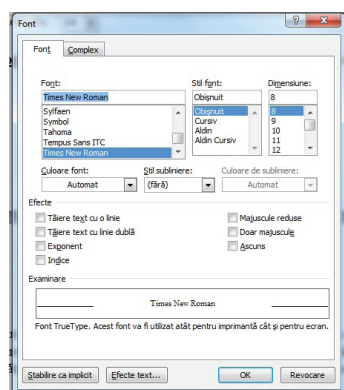 Font
Font Complex
Font: Stil font: Dimensiune:
Times New Roman Obișnuit 8
Sylfaen Obișnuit 8
Symbol Cursiv 9
Tahoma Aldin 10
Tempus Sans ITC Aldin Cursiv 11
Times New Roman 12
Culoare font: Stil subliniere: Culoare de subliniere:
Automat (fără) Automat
Efecte
Tăiere text cu o linie Majuscule reduse
Tăiere text cu linie dublă Doar majuscule
Exponent Ascuns
Indice
Examinare
Times New Roman
Font TrueType. Acest font va fi utilizat atât pentru imprimantă cât și pentru ecran.
Stabilire ca implicit Efecte text... OK Revocare